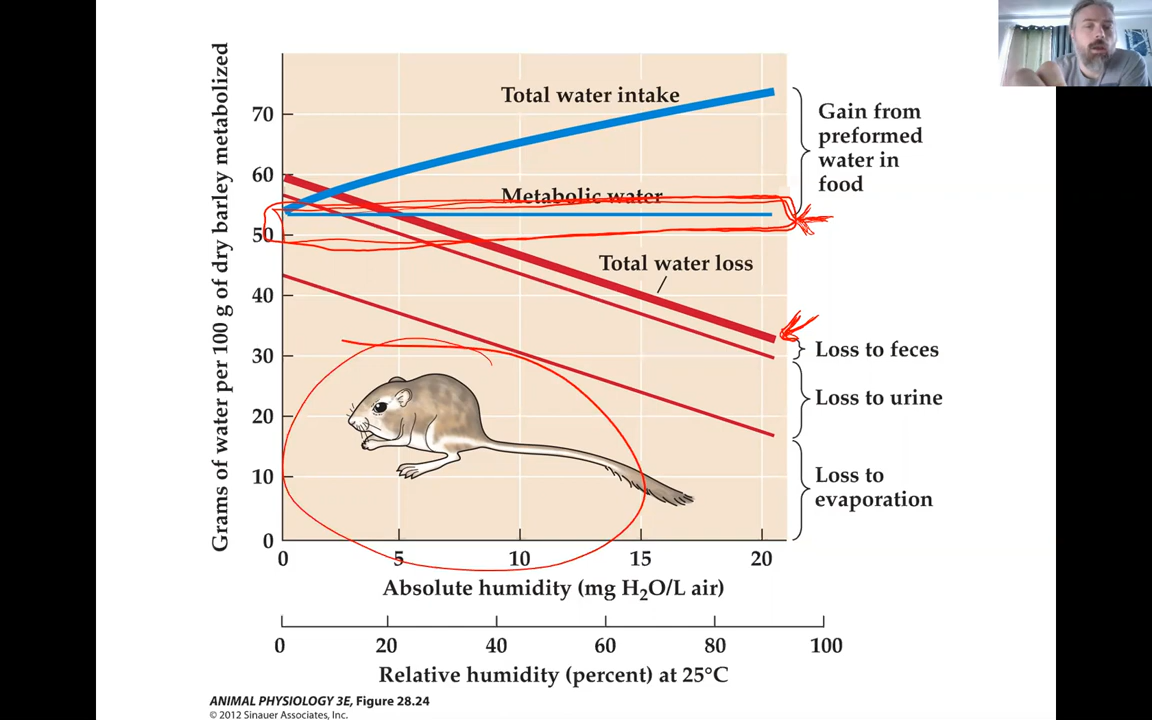 Grams of water per 100 g of dry barley metabolized
70
60
50
40
30
20
10
0
Total water intake
Metabolic water
Total water loss
Gain from
preformed
water in
food
Loss to feces
Loss to urine
Loss to
evaporation
0 5 10 15 20
Absolute humidity (mg H₂O/L air)
0 20 40 60 80 100
Relative humidity (percent) at 25°C
ANIMAL PHYSIOLOGY 3E, Figure 28.24
© 2012 Sinauer Associates, Inc.